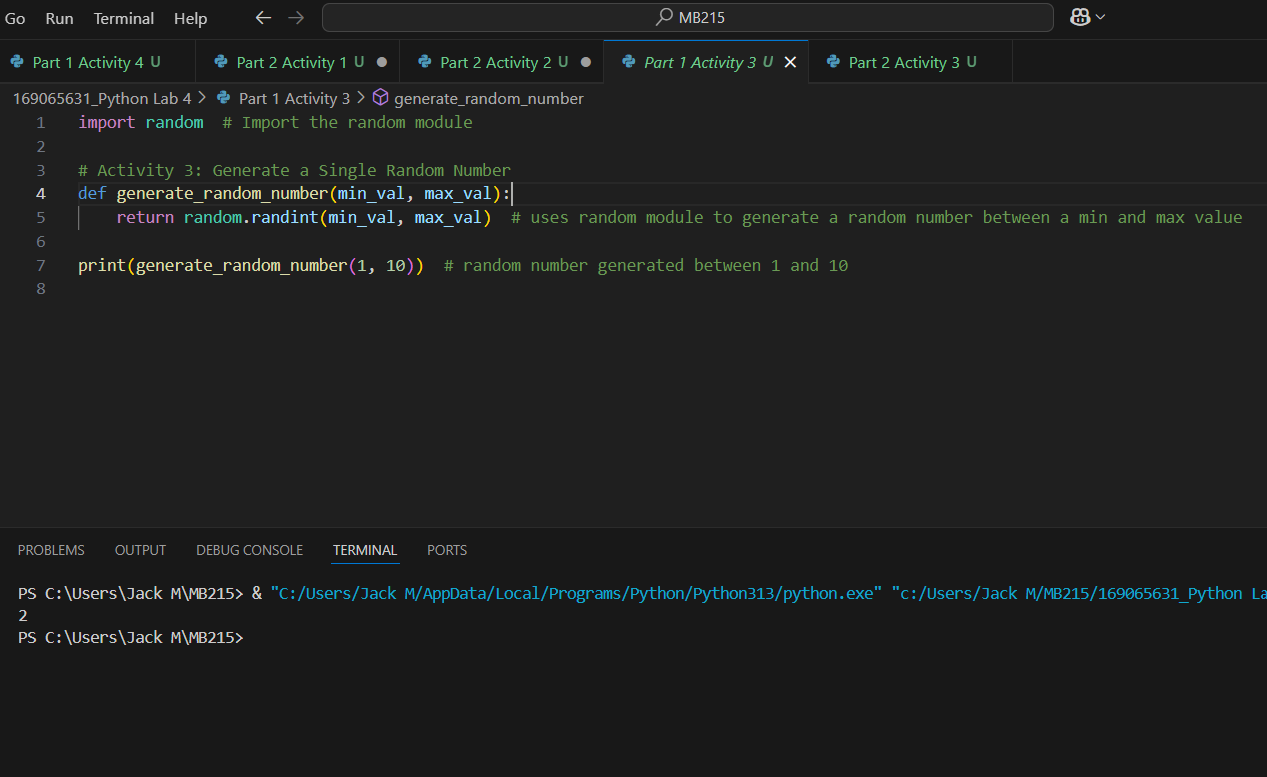 Go Run Terminal Help MB215
Part 1 Activity 4 U Part 2 Activity 1 U Part 2 Activity 2 U Part 1 Activity 3 U Part 2 Activity 3 U
169065631_Python Lab 4 > Part 1 Activity 3 > generate_random_number
1 import random # Import the random module
2
3 # Activity 3: Generate a Single Random Number
4 def generate_random_number(min_val, max_val):
5 return random.randint(min_val, max_val) # uses random module to generate a random number between a min and max value
6
7 print(generate_random_number(1, 10)) # random number generated between 1 and 10
8
PROBLEMS OUTPUT DEBUG CONSOLE TERMINAL PORTS
PS C:\Users\Jack M\MB215> & "C:/Users/Jack M/AppData/Local/Programs/Python/Python313/python.exe" "c:/Users/Jack M/MB215/169065631_Python La
2
PS C:\Users\Jack M\MB215>